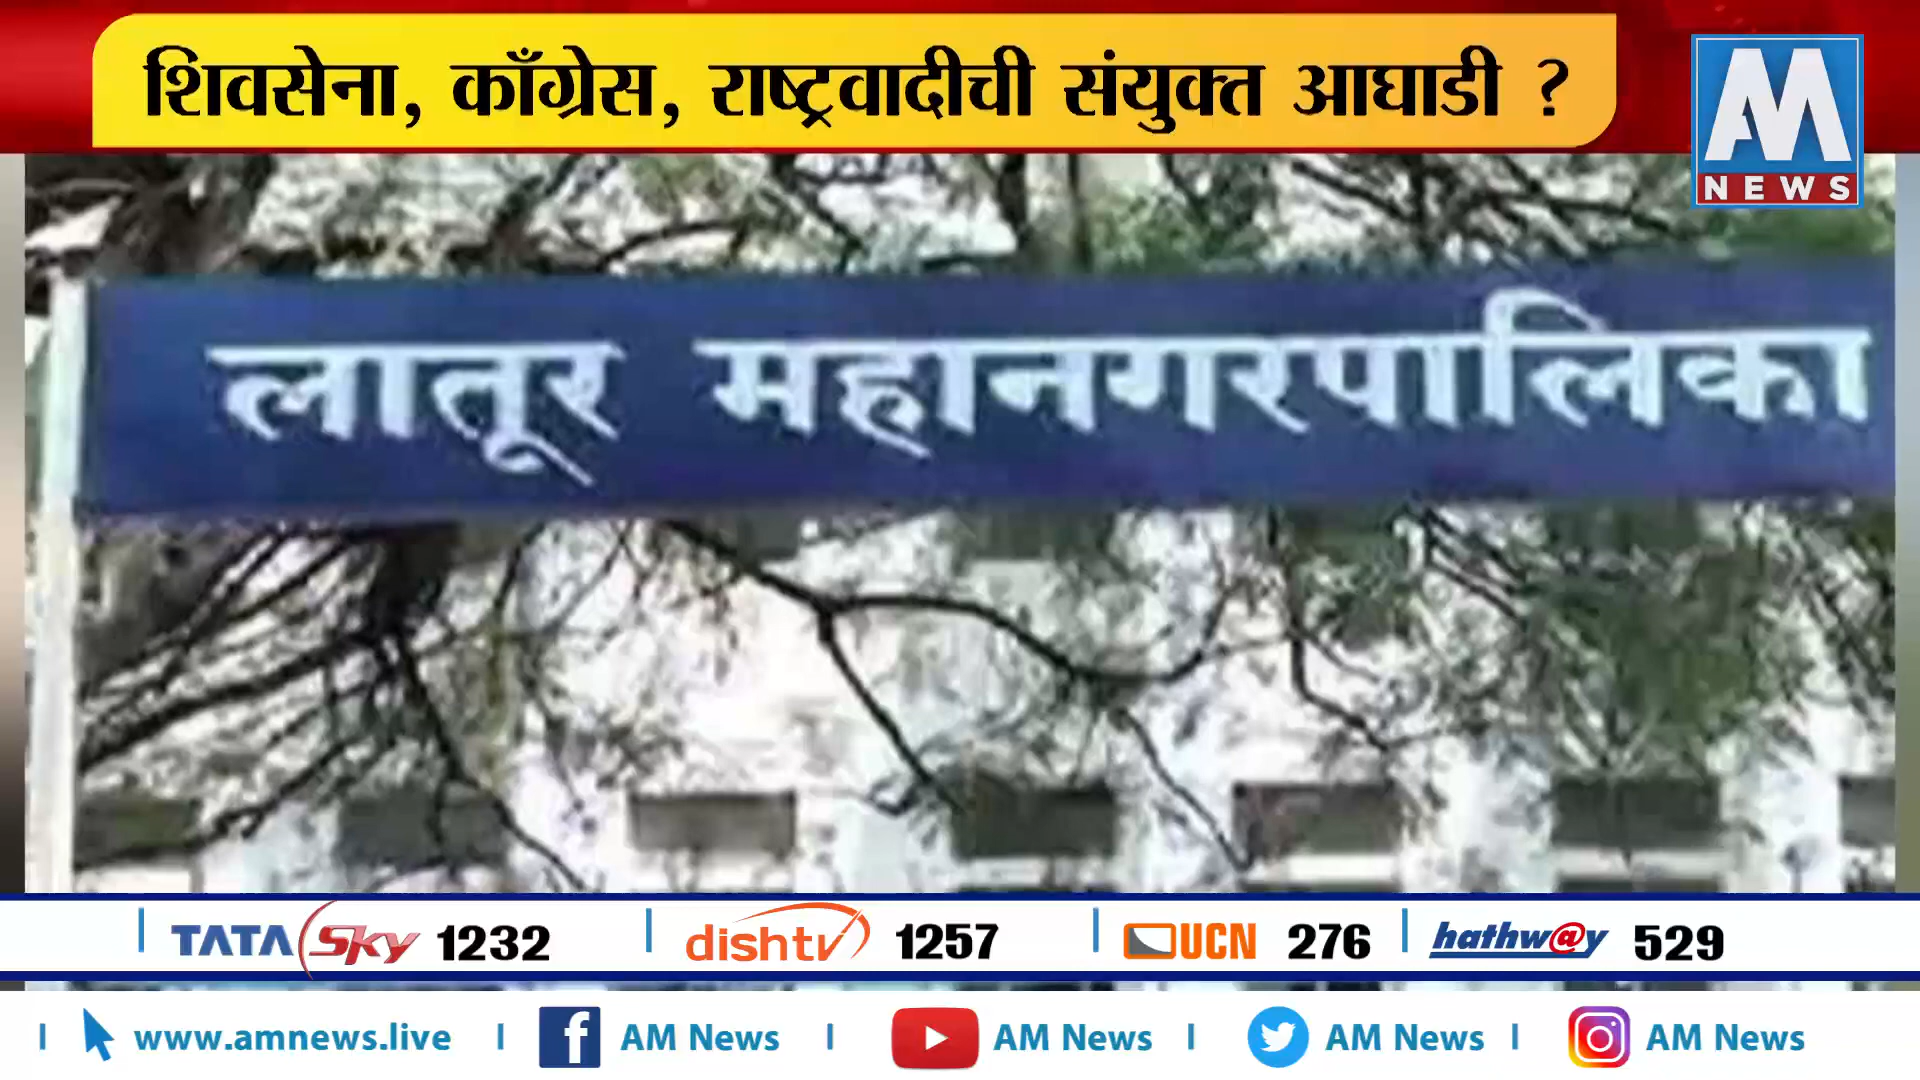 शिवसेना, काँग्रेस, राष्ट्रवादीची संयुक्त आघाडी ?
AM
NEWS
लातूर महानगरपालिका
TATA Sky 1232
dishtv 1257
UCN 276
hathw@y 529
www.amnews.live
AM News
AM News
AM News
AM News